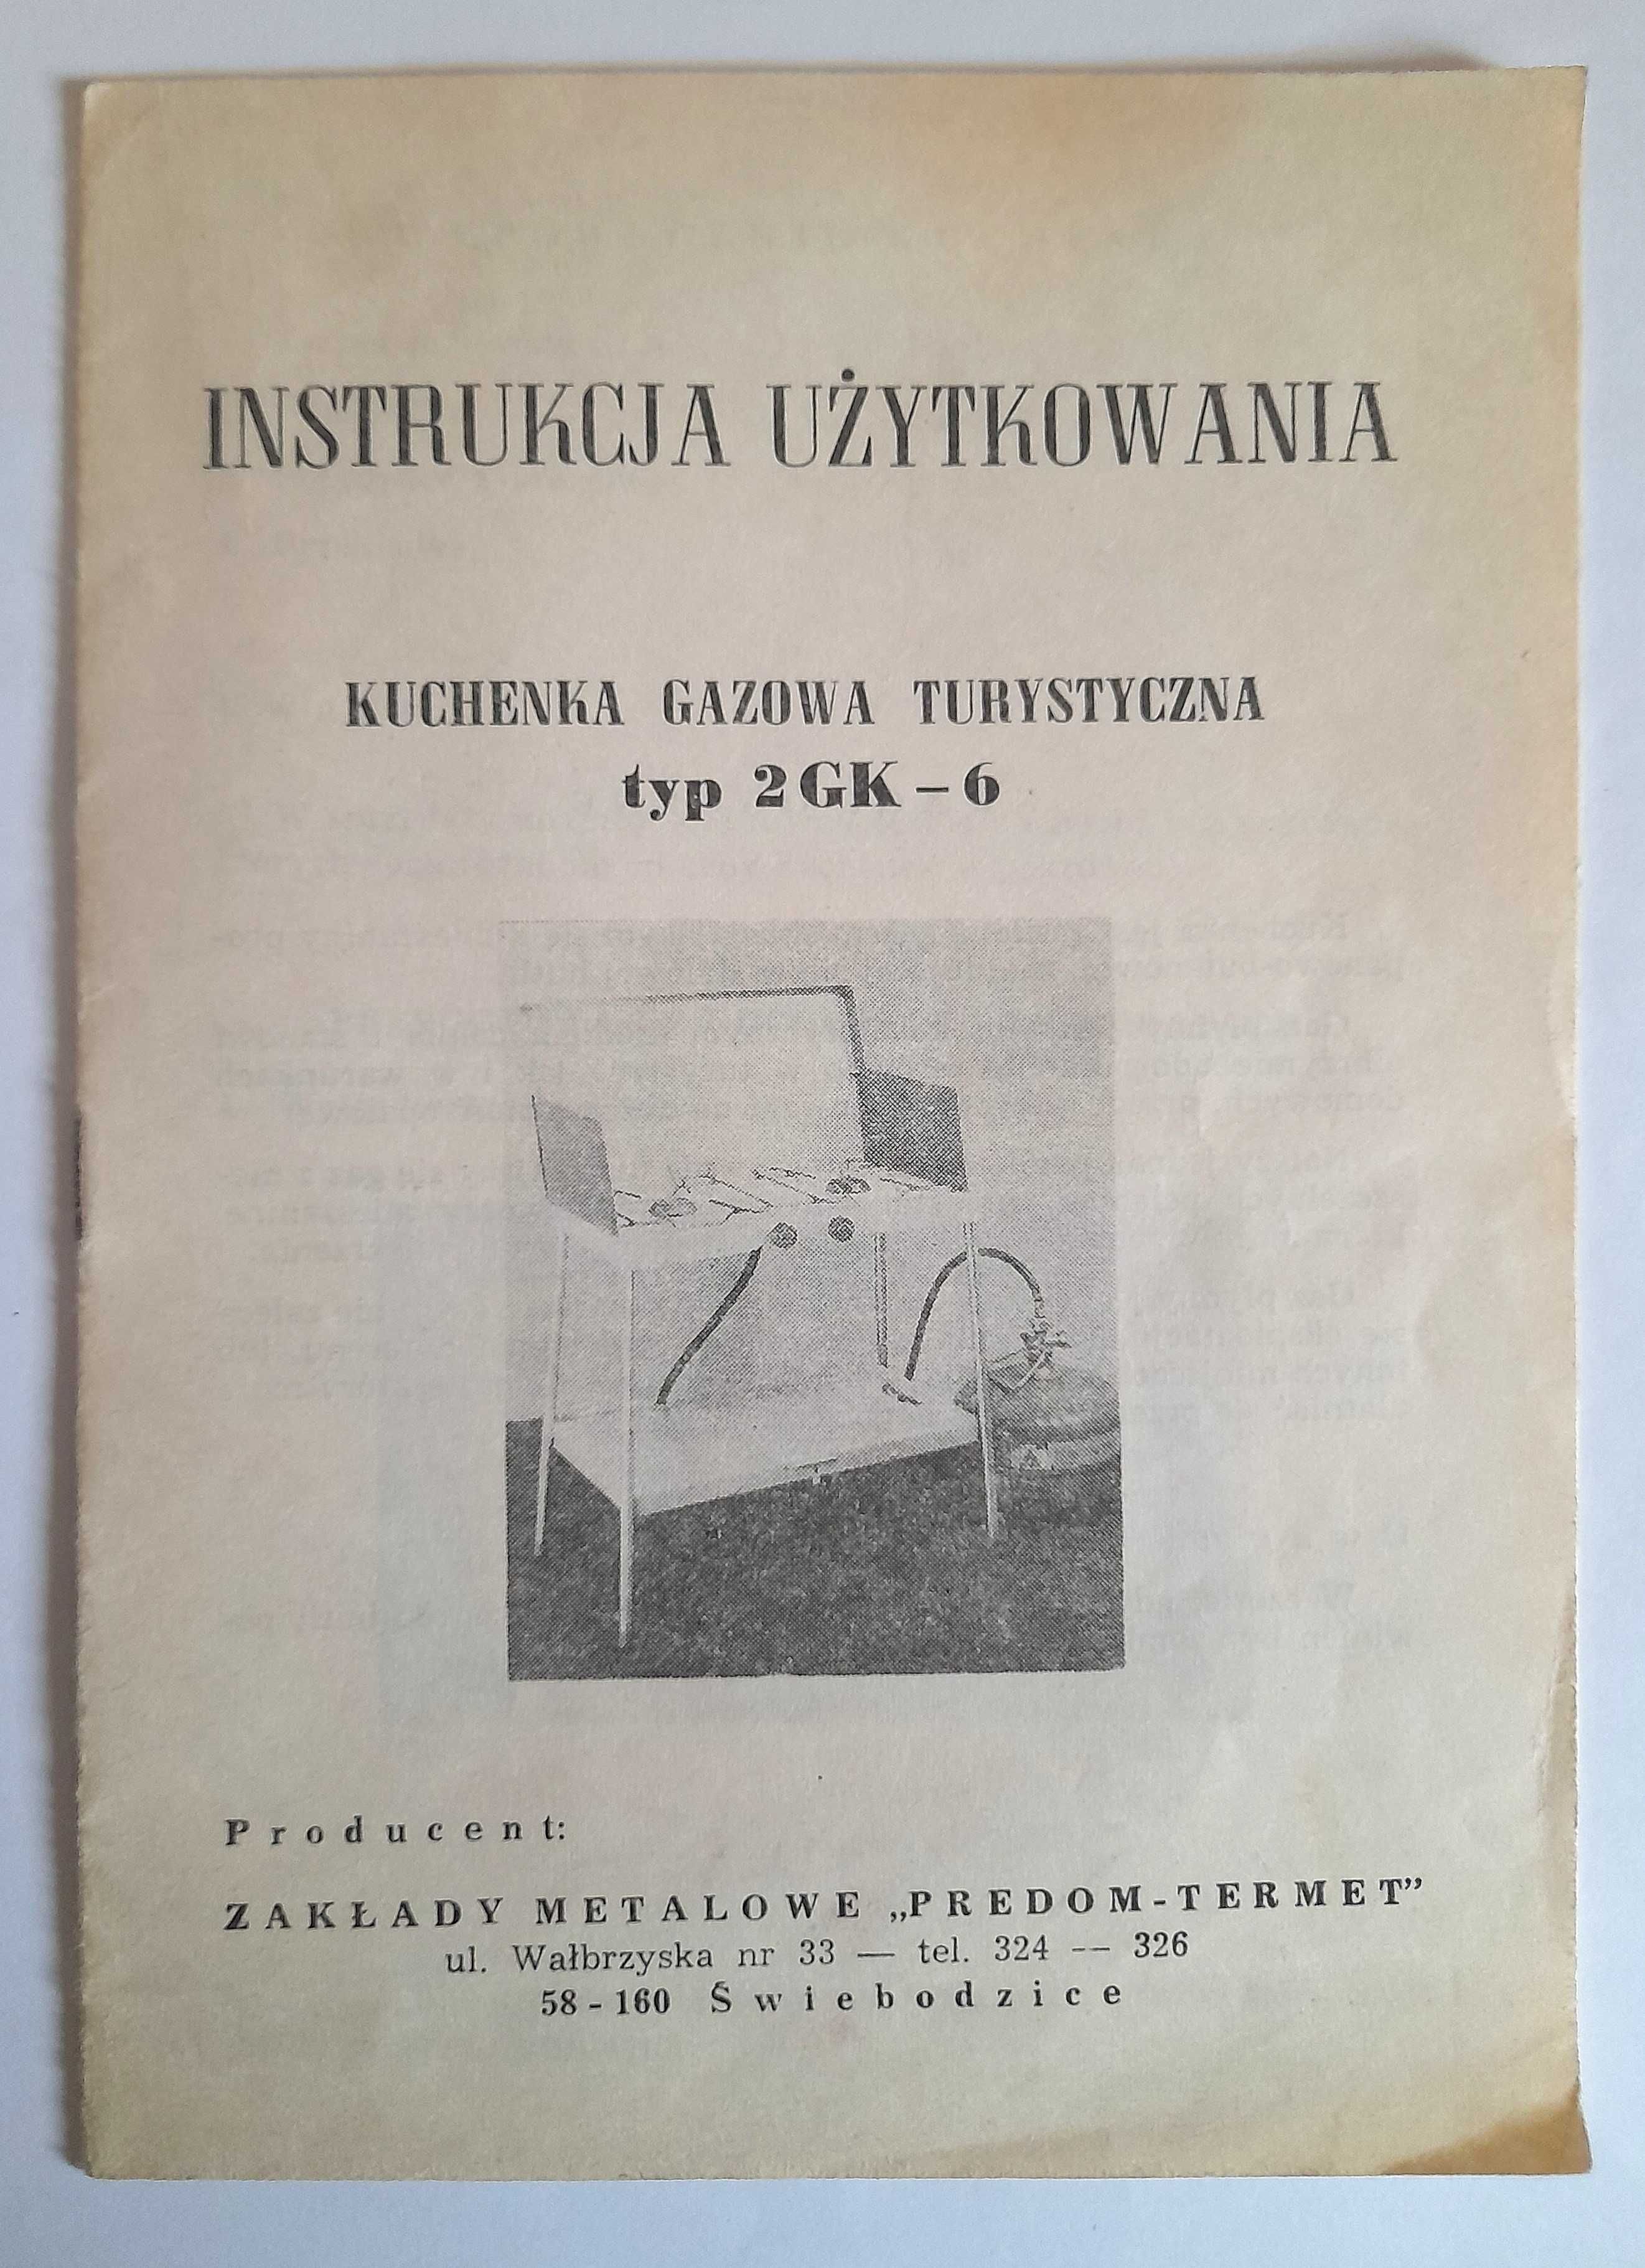 INSTRUKCJA UŻYTKOWANIA
KUCHENKA GAZOWA TURYSTYCZNA
typ 2GK – 6
Producent:
ZAKŁADY METALOWE „PREDOM-TERMET”
ul. Wałbrzyska nr 33 — tel. 324 –– 326
58-160 Świebodzice